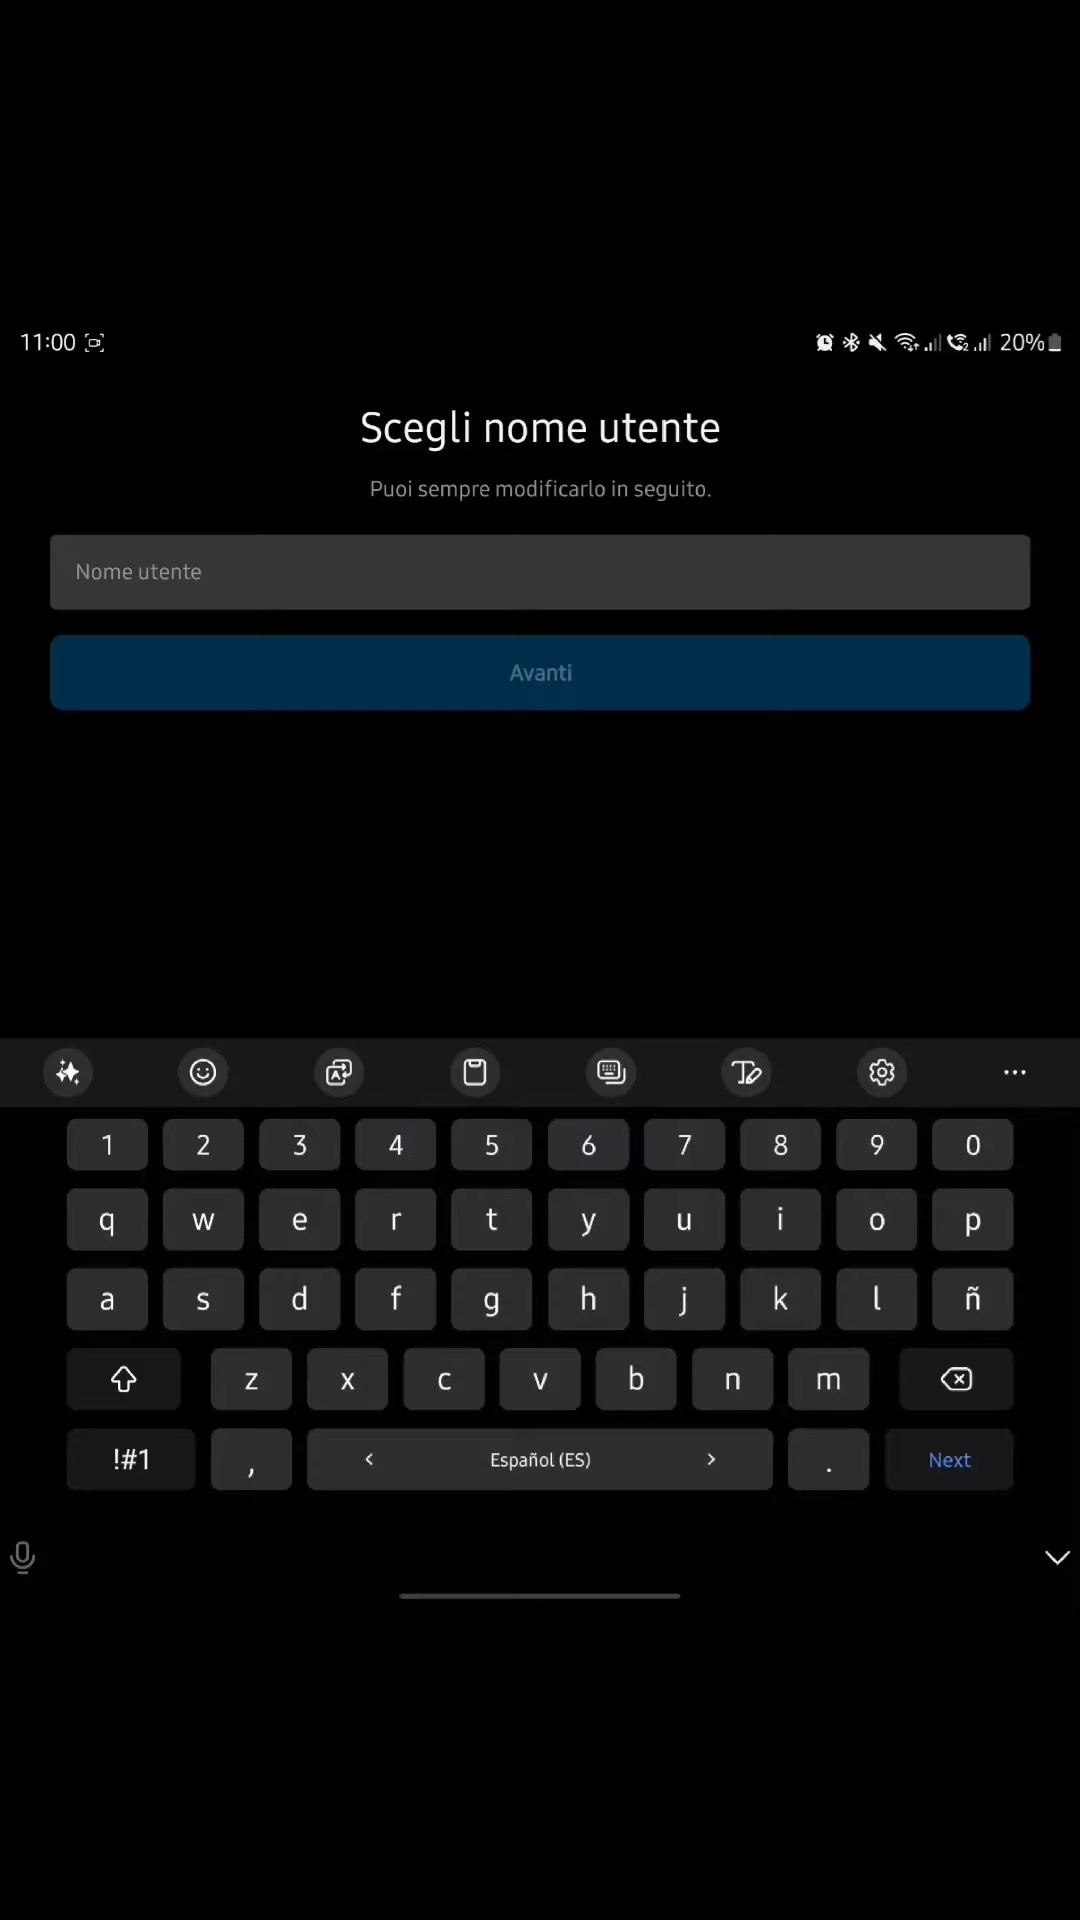 11:00 20%
Scegli nome utente
Puoi sempre modificarlo in seguito.
Nome utente
Avanti
1 2 3 4 5 6 7 8 9 0
q w e r t y u i o p
a s d f g h j k l ñ
z x c v b n m
!#1 , < Español (ES) > . Next